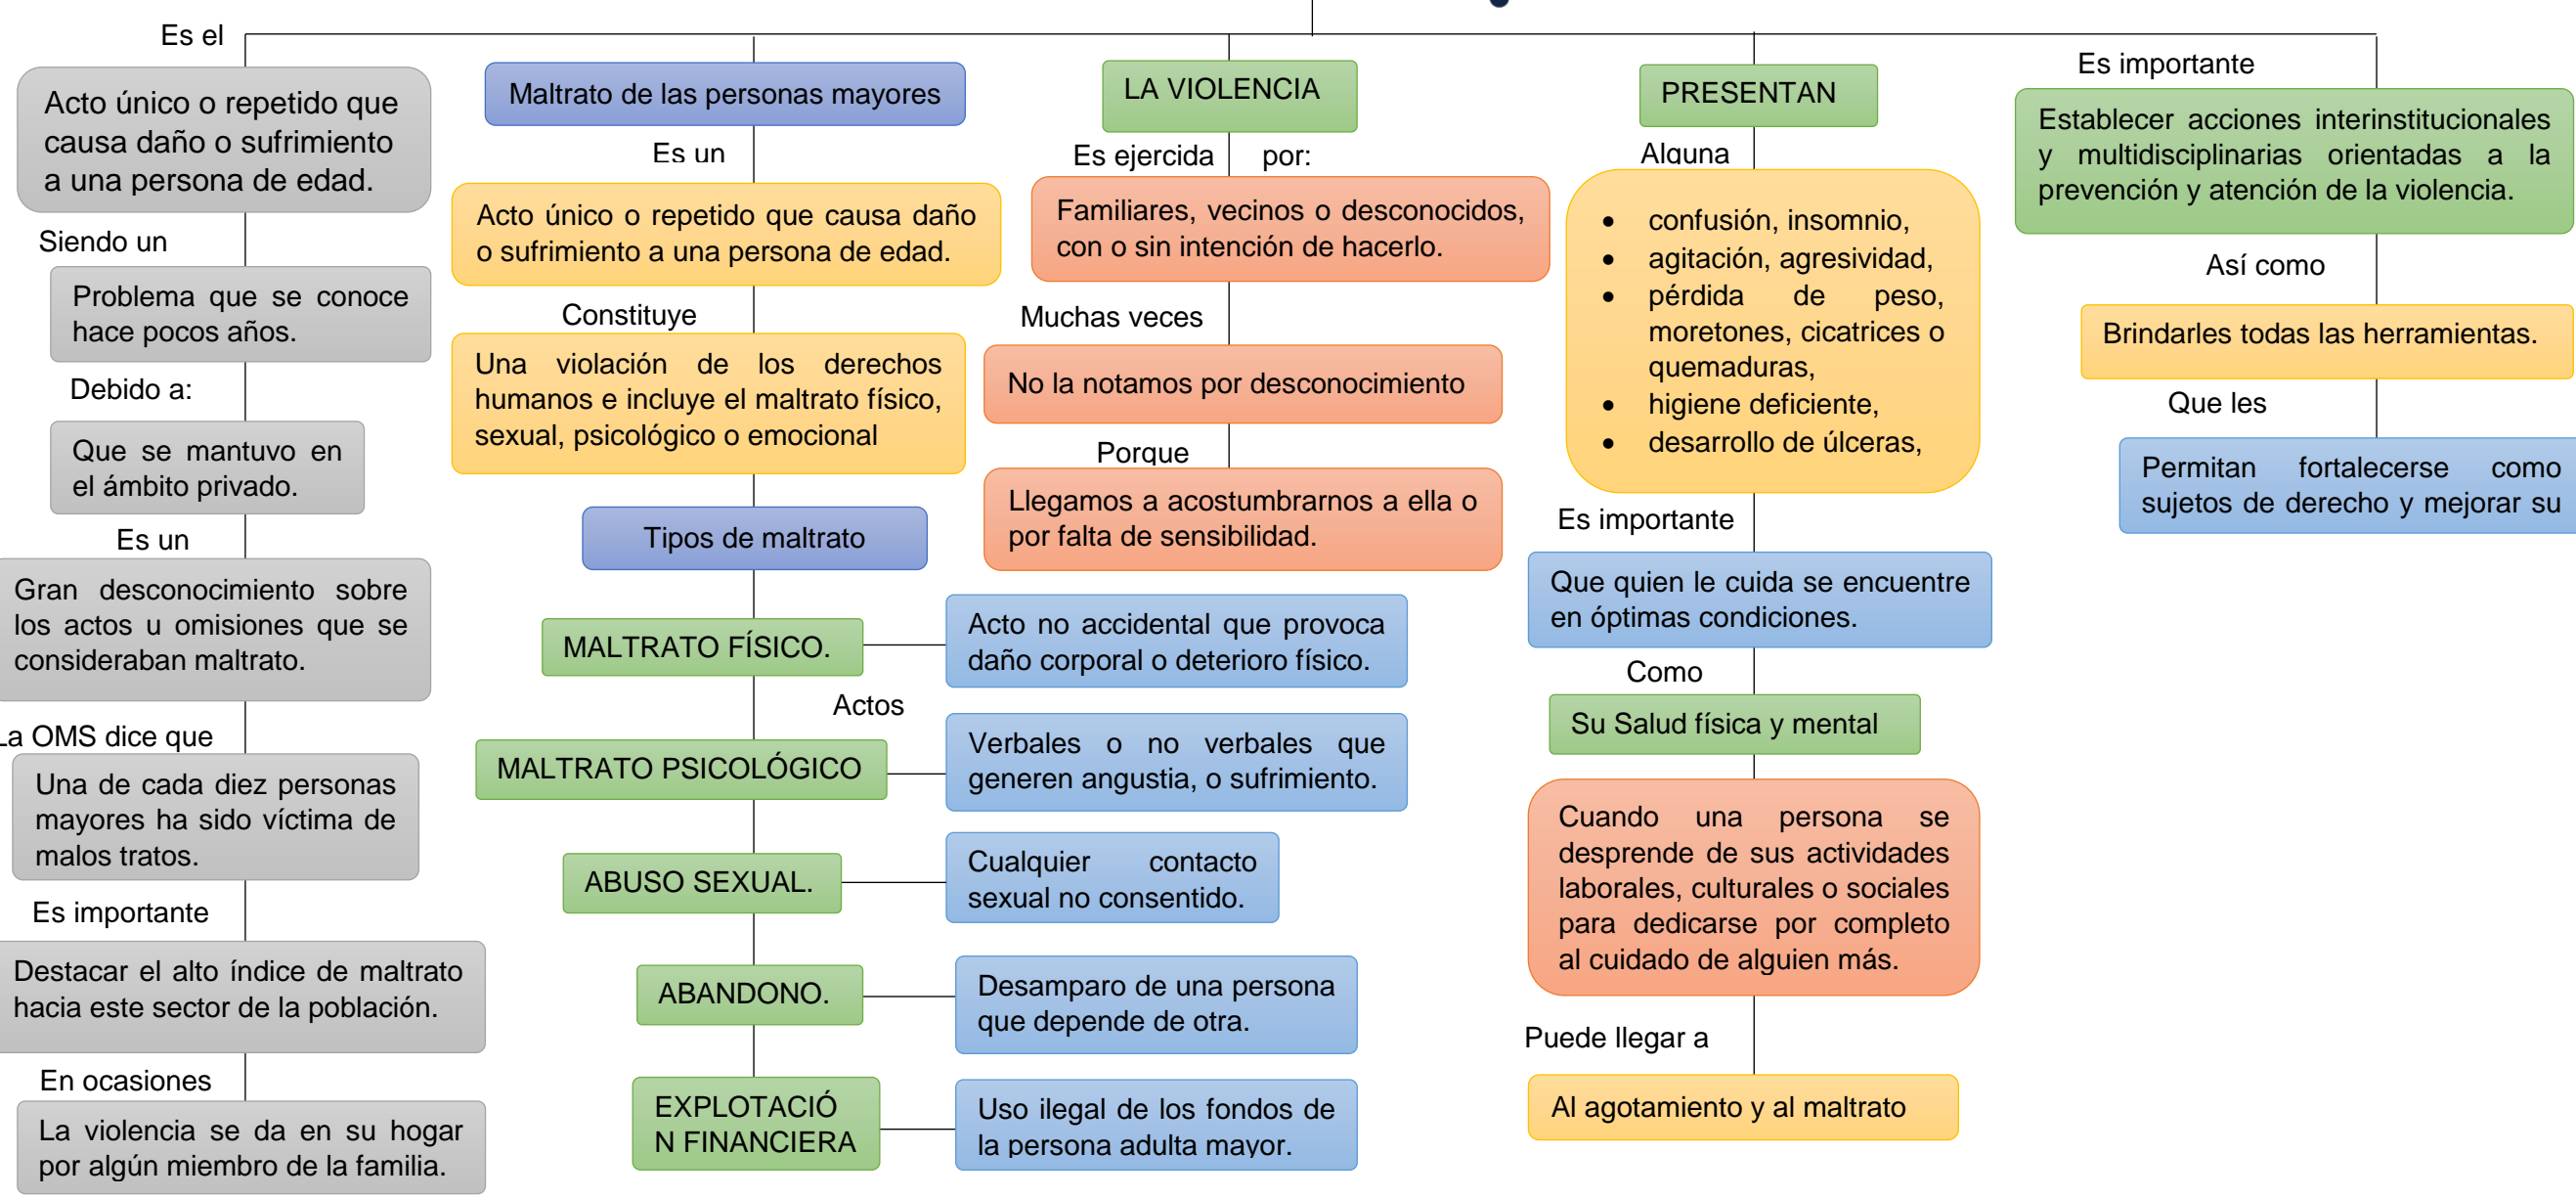 Es el
Acto único o repetido que
causa daño o sufrimiento
a una persona de edad.
Siendo un
Problema que se conoce
hace pocos años.
Debido a:
Que se mantuvo en
el ámbito privado.
Es un
Gran desconocimiento sobre
los actos u omisiones que se
consideraban maltrato.
La OMS dice que
Una de cada diez personas
mayores ha sido víctima de
malos tratos.
Es importante
Destacar el alto índice de maltrato
hacia este sector de la población.
En ocasiones
La violencia se da en su hogar
por algún miembro de la familia.
Maltrato de las personas mayores
Es un
Acto único o repetido que causa daño
o sufrimiento a una persona de edad.
Constituye
Una violación de los derechos
humanos e incluye el maltrato físico,
sexual, psicológico o emocional
Tipos de maltrato
MALTRATO FÍSICO.
Acto no accidental que provoca
daño corporal o deterioro físico.
Actos
MALTRATO PSICOLÓGICO
Verbales o no verbales que
generen angustia, o sufrimiento.
ABUSO SEXUAL.
Cualquier contacto
sexual no consentido.
ABANDONO.
Desamparo de una persona
que depende de otra.
EXPLOTACIÓ
N FINANCIERA
Uso ilegal de los fondos de
la persona adulta mayor.
LA VIOLENCIA
Es ejercida por:
Familiares, vecinos o desconocidos,
con o sin intención de hacerlo.
Muchas veces
No la notamos por desconocimiento
Porque
Llegamos a acostumbrarnos a ella o
por falta de sensibilidad.
PRESENTAN
Alguna
• confusión, insomnio,
• agitación, agresividad,
• pérdida de peso,
moretones, cicatrices o
quemaduras,
• higiene deficiente,
• desarrollo de úlceras,
Es importante
Que quien le cuida se encuentre
en óptimas condiciones.
Como
Su Salud física y mental
Cuando una persona se
desprende de sus actividades
laborales, culturales o sociales
para dedicarse por completo
al cuidado de alguien más.
Puede llegar a
Al agotamiento y al maltrato
Es importante
Establecer acciones interinstitucionales
y multidisciplinarias orientadas a la
prevención y atención de la violencia.
Así como
Brindarles todas las herramientas.
Que les
Permitan fortalecerse como
sujetos de derecho y mejorar su